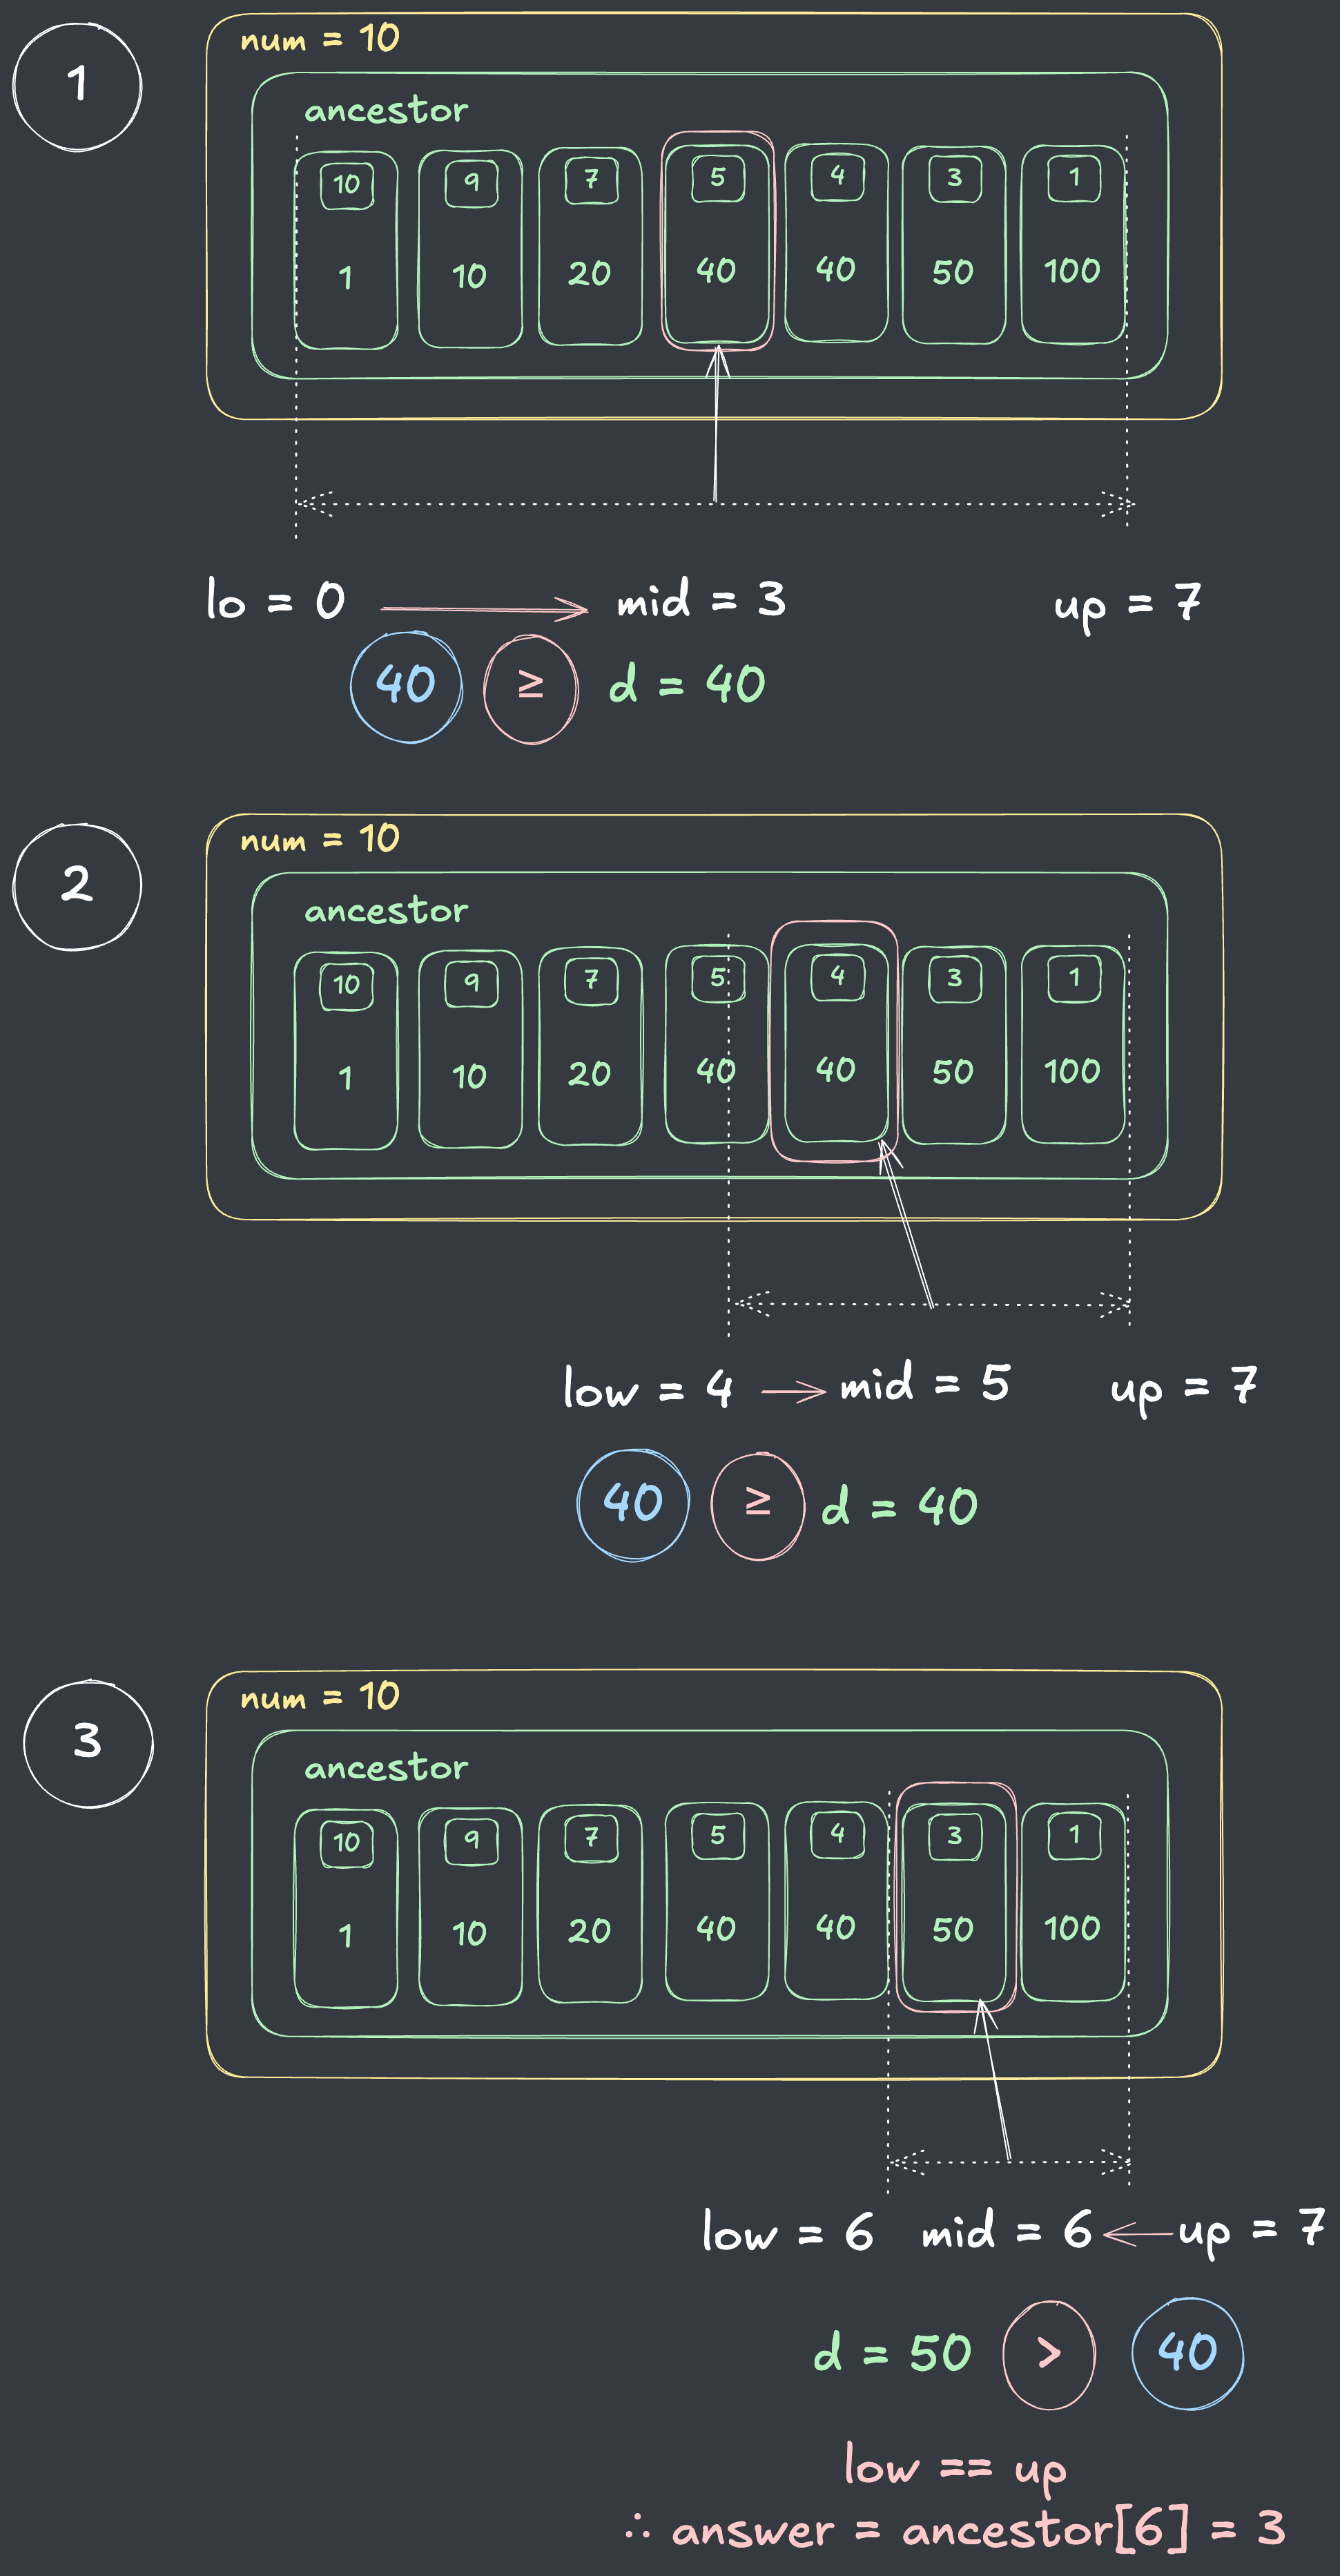 1
num = 10
ancestor
10 9 7 5 4 3 1
1 10 20 40 40 50 100
lo = 0 mid = 3 up = 7
40 ≥ d = 40
2
num = 10
ancestor
10 9 7 5 4 3 1
1 10 20 40 40 50 100
low = 4 mid = 5 up = 7
40 ≥ d = 40
3
num = 10
ancestor
10 9 7 5 4 3 1
1 10 20 40 40 50 100
low = 6 mid = 6 up = 7
d = 50 > 40
low == up
∴ answer = ancestor[6] = 3